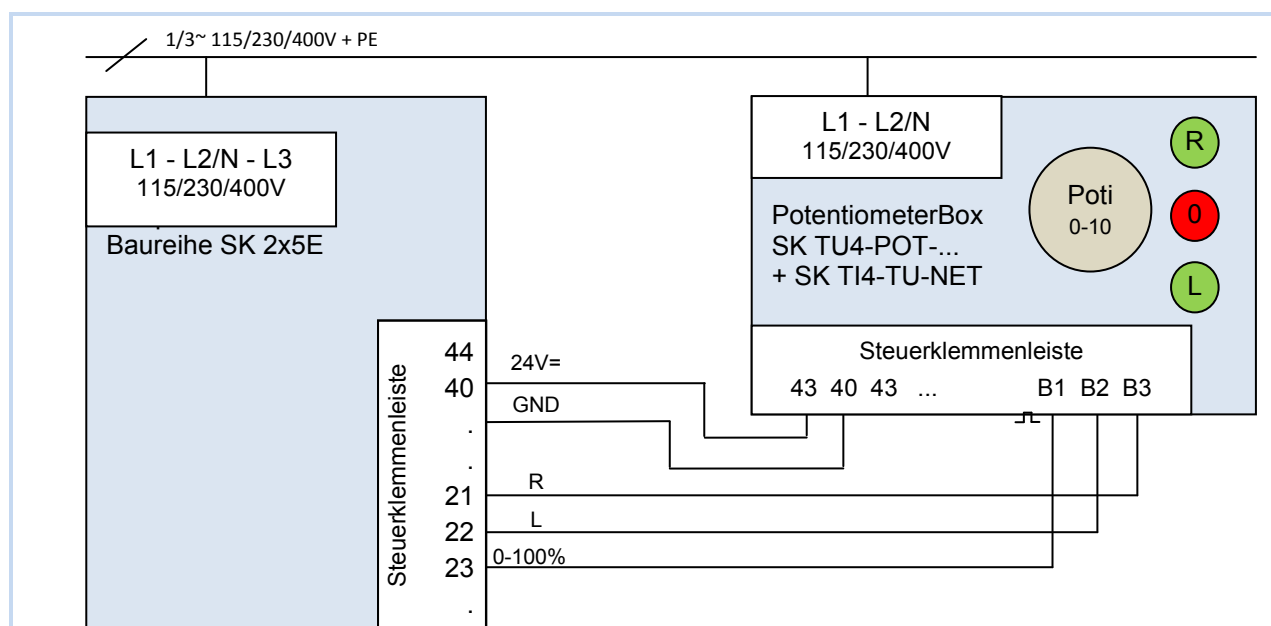 1/3~ 115/230/400V + PE
L1 - L2/N - L3
115/230/400V
Baureihe SK 2x5E
Steuerklemmenleiste
44
40
.
.
21
22
23
.
24V=
GND
R
L
0-100%
L1 - L2/N
115/230/400V
PotentiometerBox
SK TU4-POT-...
+ SK TI4-TU-NET
Poti
0-10
R
0
L
Steuerklemmenleiste
43 40 43 ... B1 B2 B3